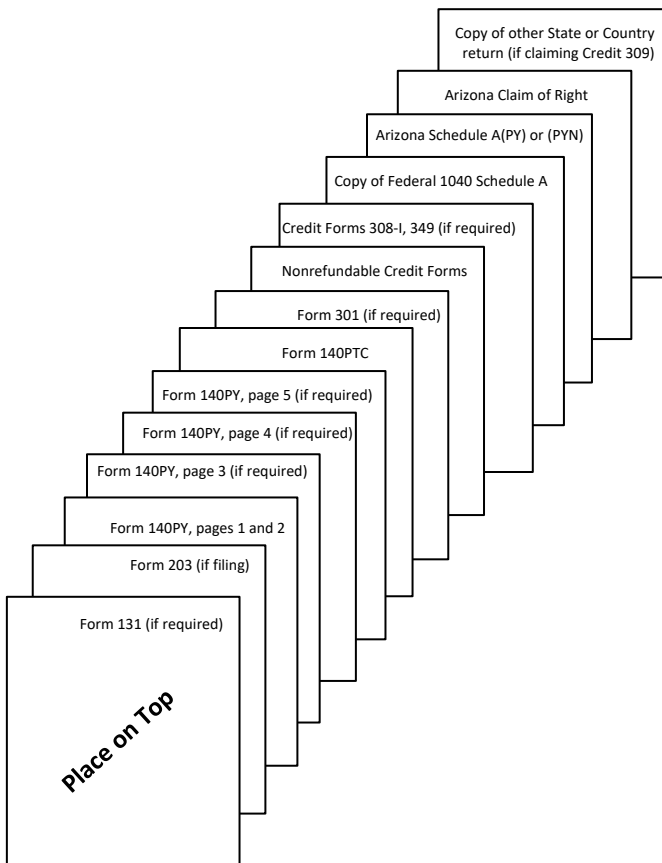 Copy of other State or Country
return (if claiming Credit 309)
Arizona Claim of Right
Arizona Schedule A(PY) or (PYN)
Copy of Federal 1040 Schedule A
Credit Forms 308-I, 349 (if required)
Nonrefundable Credit Forms
Form 301 (if required)
Form 140PTC
Form 140PY, page 5 (if required)
Form 140PY, page 4 (if required)
Form 140PY, page 3 (if required)
Form 140PY, pages 1 and 2
Form 203 (if filing)
Form 131 (if required)
Place on Top